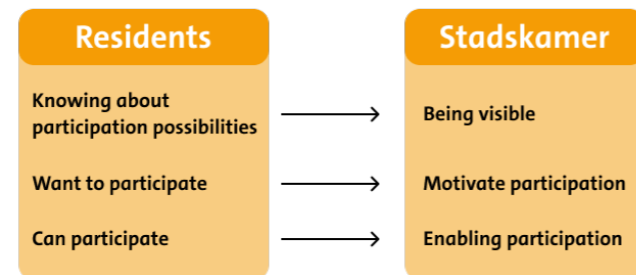 Residents
Knowing about
participation possibilities
Want to participate
Can participate
Stadskamer
Being visible
Motivate participation
Enabling participation